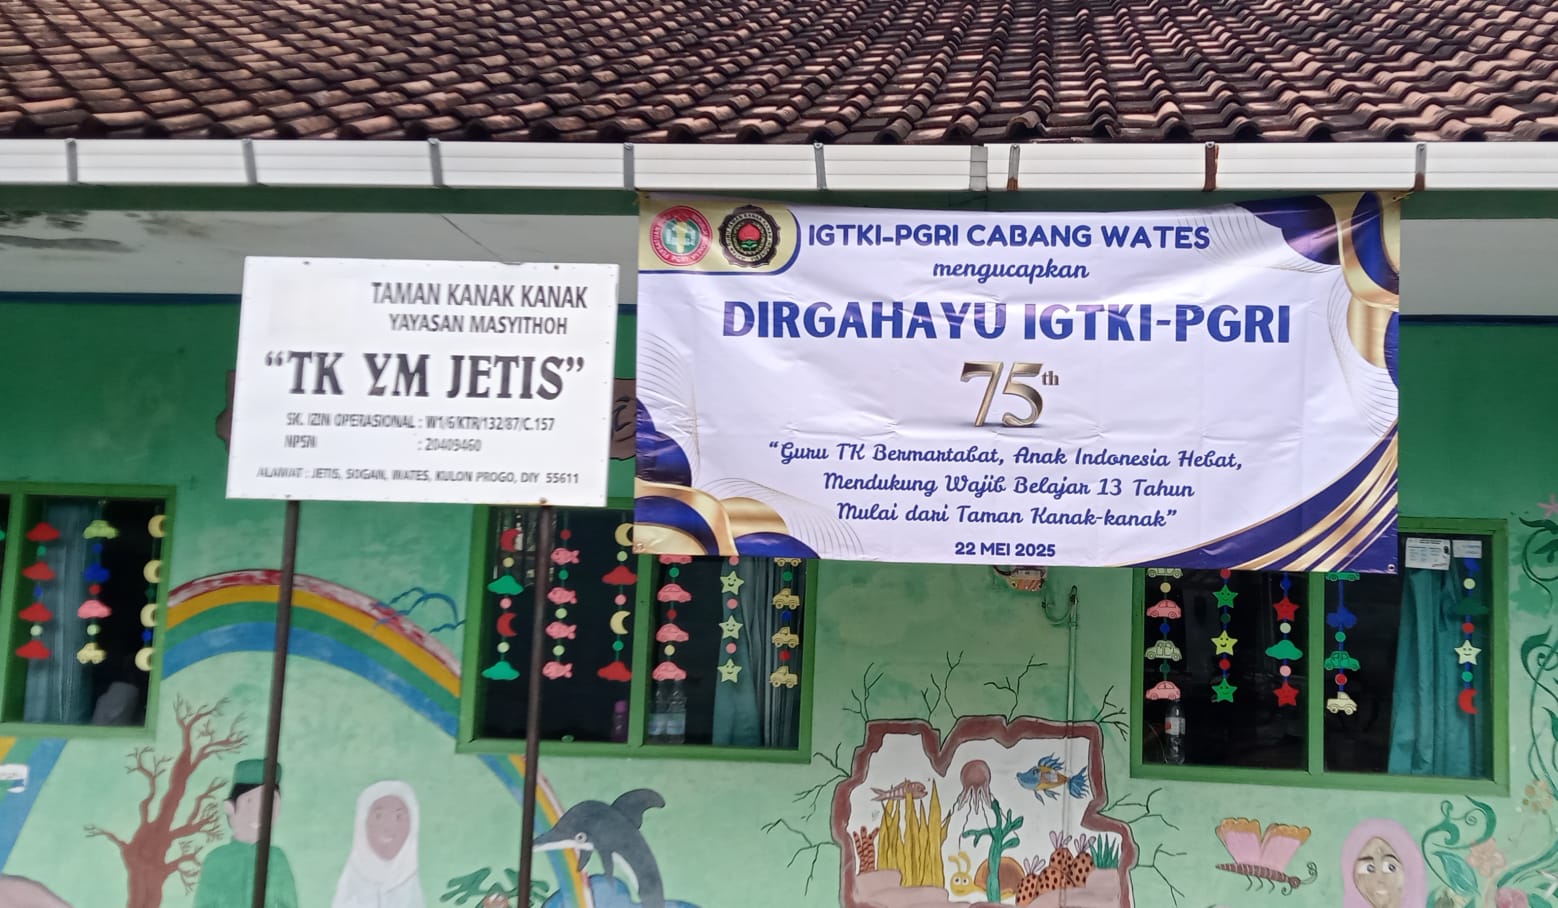 TAMAN KANAK KANAK
YAYASAN MASYITHOH
"TK YM JETIS"
SK. IZIN OPERASIONAL : W1/6/KTR/132/87/C.157
NPSN : 20409460
ALAMAT : JETIS, SOGAN, WATES, KULON PROGO, DIY 55611
IGTKI-PGRI CABANG WATES
mengucapkan
DIRGAHAYU IGTKI-PGRI
75th
"Guru TK Bermartabat, Anak Indonesia Hebat,
Mendukung Wajib Belajar 13 Tahun
Mulai dari Taman Kanak-kanak"
22 MEI 2025